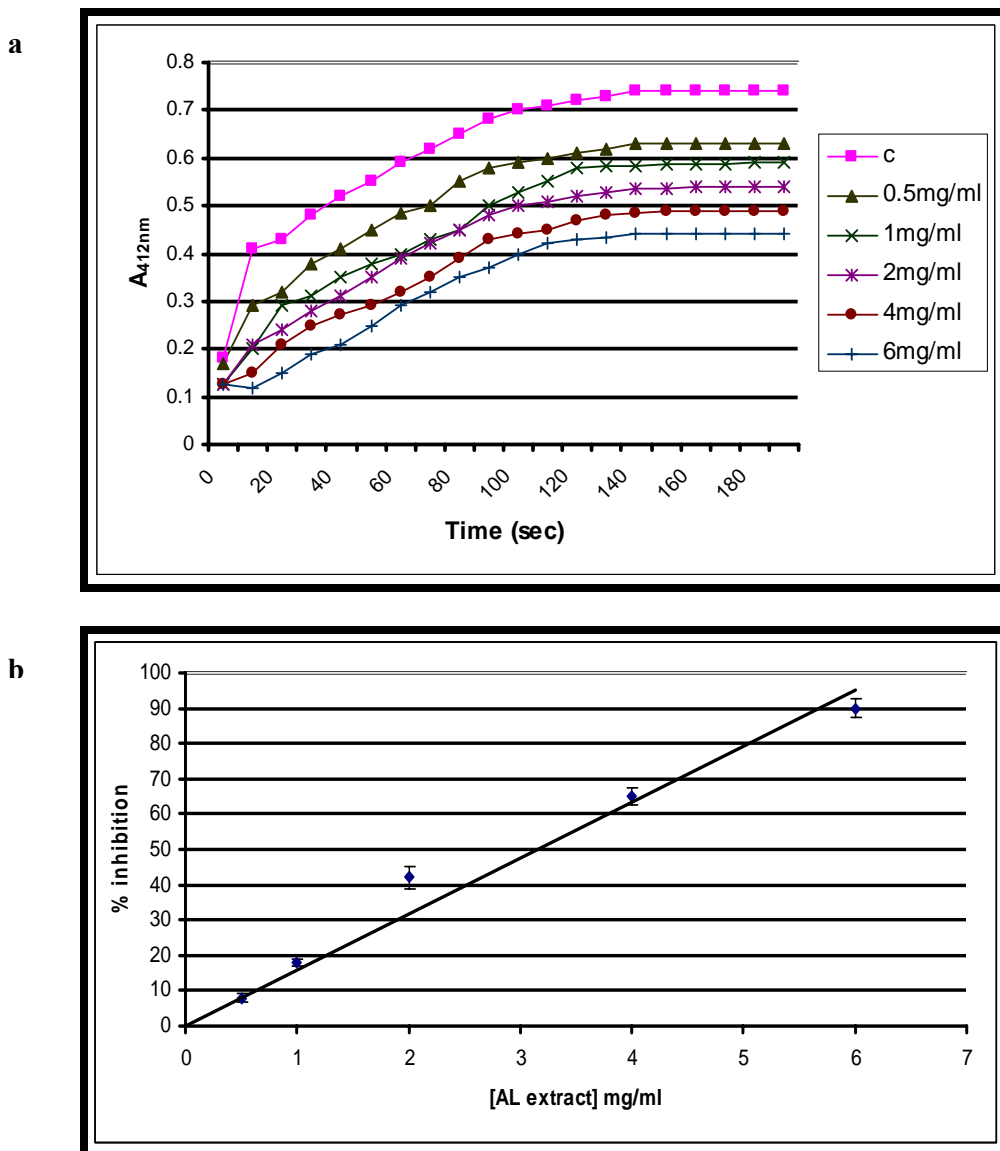 a
0.8
0.7
0.6
0.5
0.4
0.3
0.2
0.1
0
A412nm
0 20 40 60 80 100 120 140 160 180
Time (sec)
c
0.5mg/ml
1mg/ml
2mg/ml
4mg/ml
6mg/ml
b
100
90
80
70
60
50
40
30
20
10
0
% inhibition
0 1 2 3 4 5 6 7
[AL extract] mg/ml